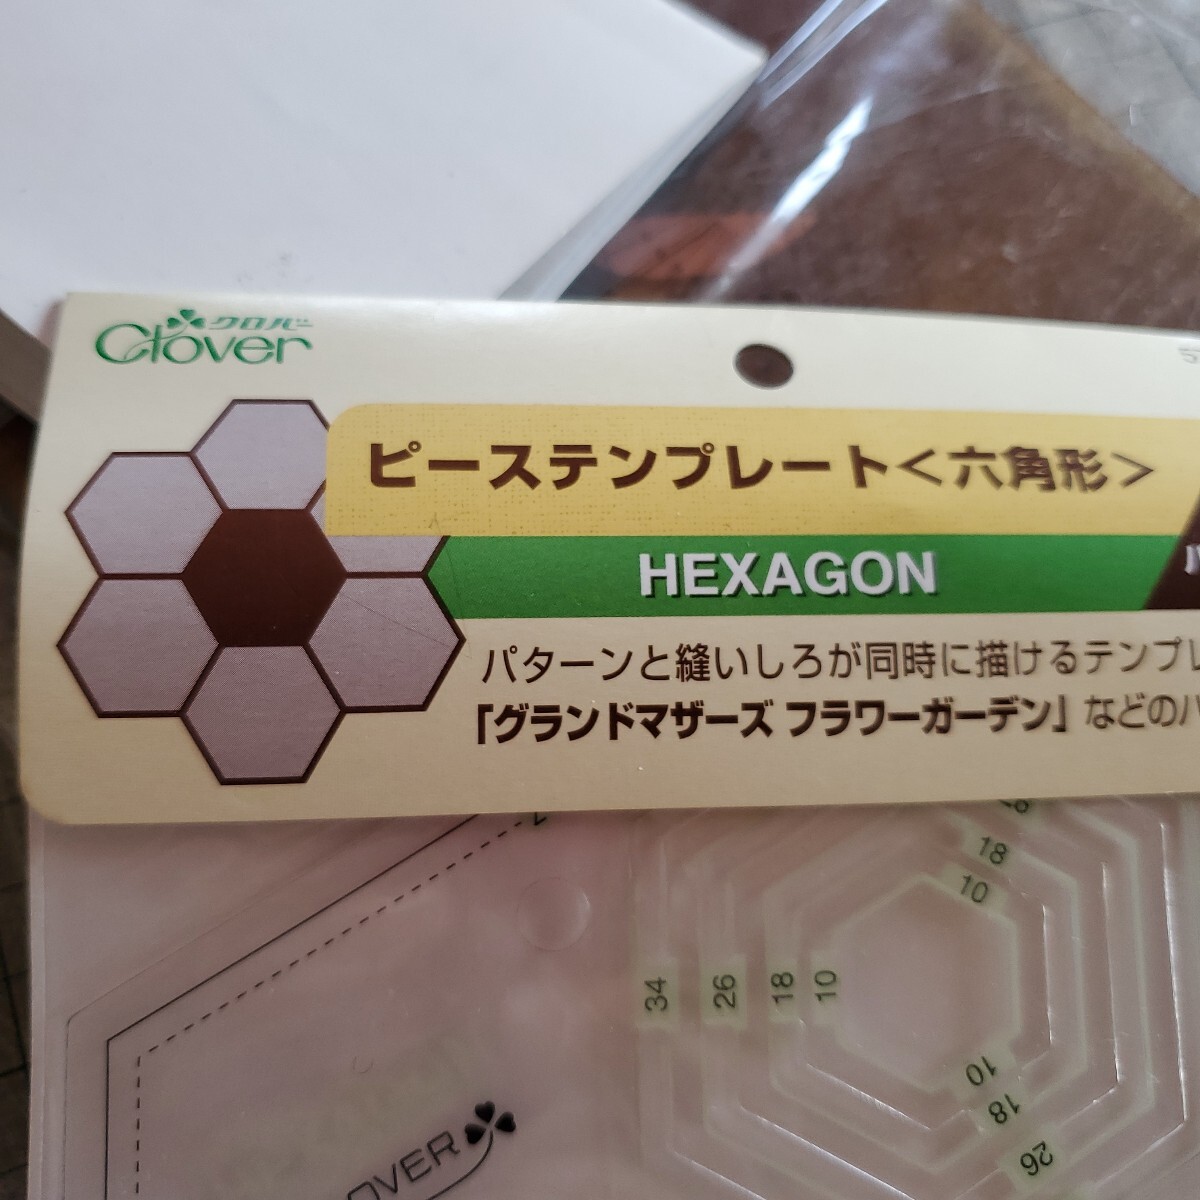 クロバー
Clover
ピーステンプレート<六角形>
HEXAGON
パターンと縫いしろが同時に描けるテンプレ
「グランドマザーズ フラワーガーデン」などのパ
18
10
34
26
18
10
10
18
26
OVER